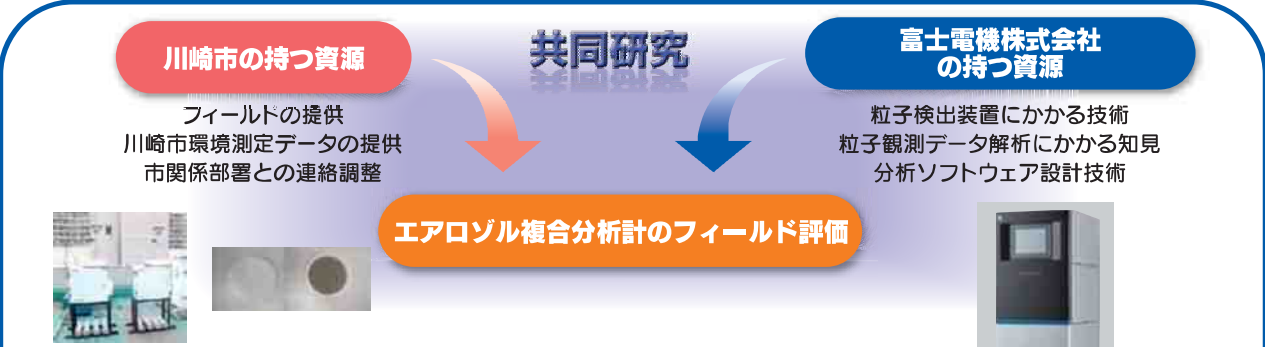 共同研究
川崎市の持つ資源
フィールドの提供
川崎市環境測定データの提供
市関係部署との連絡調整
富士電機株式会社
の持つ資源
粒子検出装置にかかる技術
粒子観測データ解析にかかる知見
分析ソフトウェア設計技術
エアロゾル複合分析計のフィールド評価